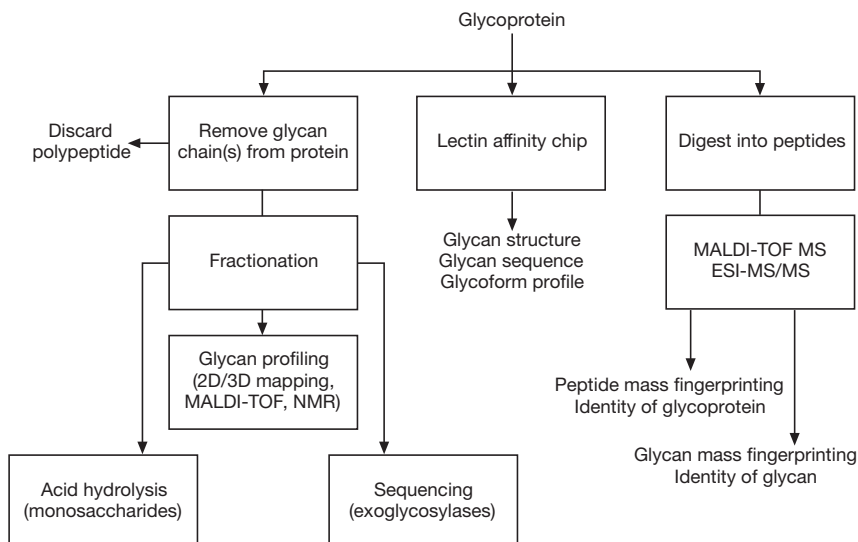 Glycoprotein
Discard
polypeptide
Remove glycan
chain(s) from protein
Lectin affinity chip
Digest into peptides
Fractionation
Glycan structure
Glycan sequence
Glycoform profile
MALDI-TOF MS
ESI-MS/MS
Glycan profiling
(2D/3D mapping,
MALDI-TOF, NMR)
Peptide mass fingerprinting
Identity of glycoprotein
Glycan mass fingerprinting
Identity of glycan
Acid hydrolysis
(monosaccharides)
Sequencing
(exoglycosylases)